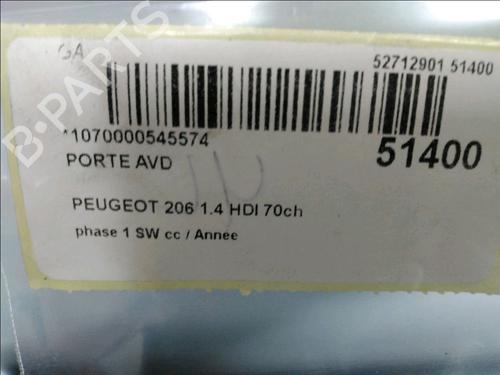 GA
52712901 51400
*1070000545574
51400
PORTE AVD
PEUGEOT 206 1.4 HDI 70ch
phase 1 SW cc / Annee
B-PARTS